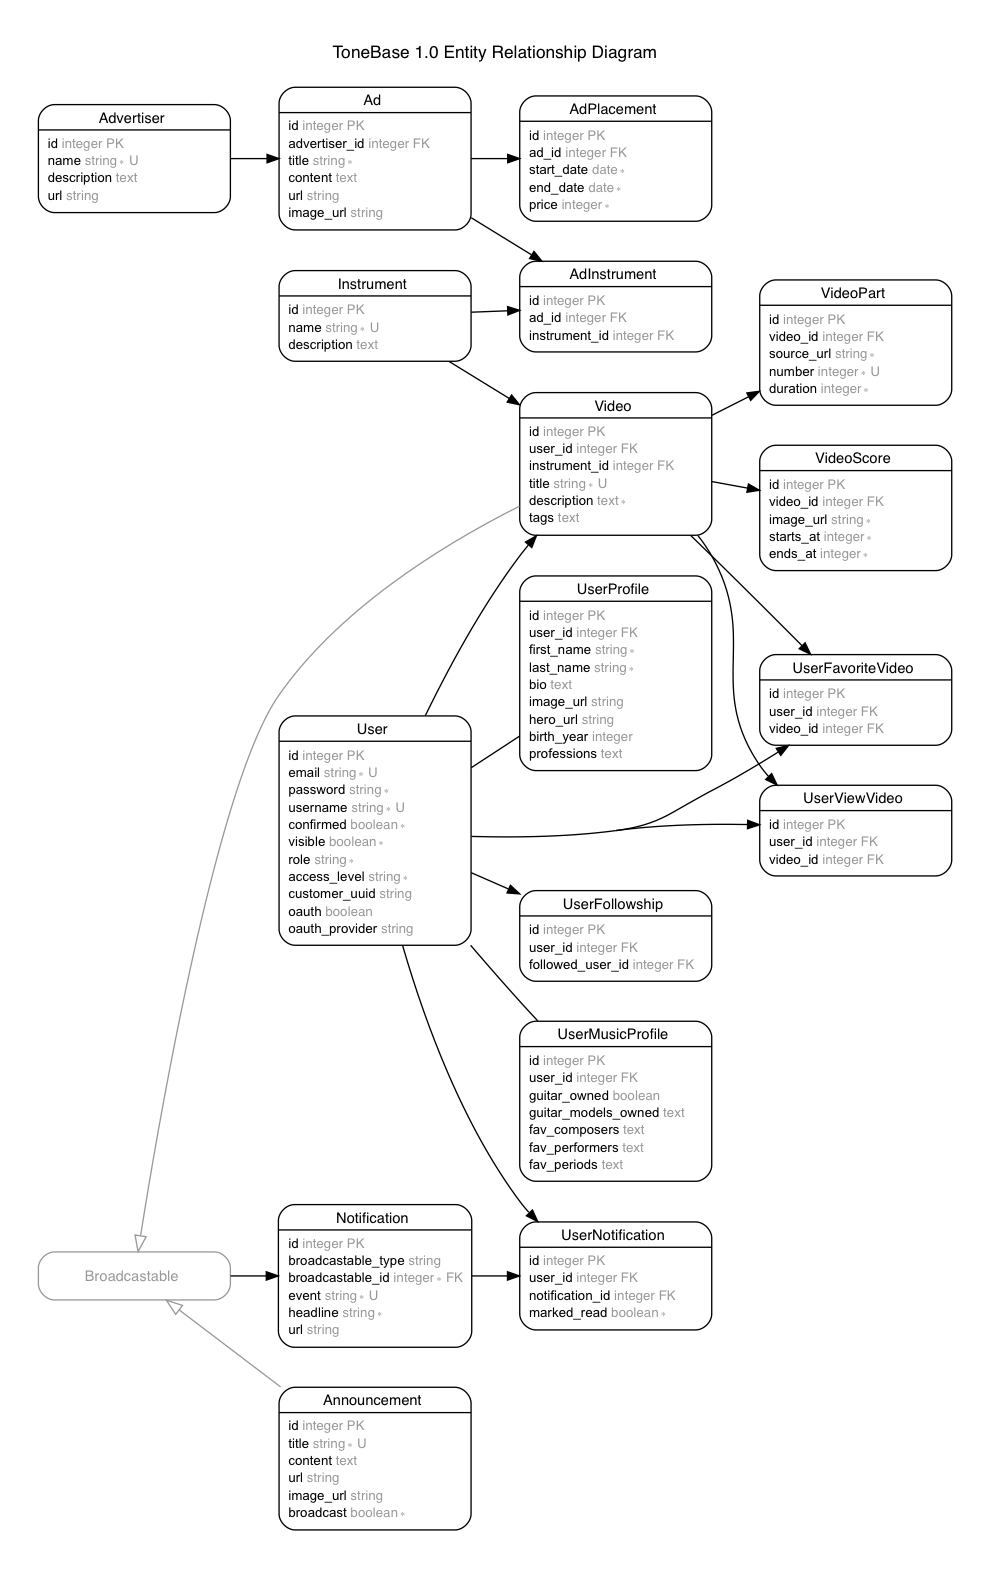 ToneBase 1.0 Entity Relationship Diagram
Advertiser
id integer PK
name string * U
description text
url string
Ad
id integer PK
advertiser_id integer FK
title string *
content text
url string
image_url string
AdPlacement
id integer PK
ad_id integer FK
start_date date *
end_date date *
price integer *
Instrument
id integer PK
name string * U
description text
AdInstrument
id integer PK
ad_id integer FK
instrument_id integer FK
VideoPart
id integer PK
video_id integer FK
source_url string *
number integer * U
duration integer *
Video
id integer PK
user_id integer FK
instrument_id integer FK
title string * U
description text *
tags text
VideoScore
id integer PK
video_id integer FK
image_url string *
starts_at integer *
ends_at integer *
UserProfile
id integer PK
user_id integer FK
first_name string *
last_name string *
bio text
image_url string
hero_url string
birth_year integer
professions text
UserFavoriteVideo
id integer PK
user_id integer FK
video_id integer FK
User
id integer PK
email string * U
password string *
username string * U
confirmed boolean *
visible boolean *
role string *
access_level string *
customer_uuid string
oauth boolean
oauth_provider string
UserViewVideo
id integer PK
user_id integer FK
video_id integer FK
UserFollowship
id integer PK
user_id integer FK
followed_user_id integer FK
UserMusicProfile
id integer PK
user_id integer FK
guitar_owned boolean
guitar_models_owned text
fav_composers text
fav_performers text
fav_periods text
Broadcastable
Notification
id integer PK
broadcastable_type string
broadcastable_id integer * FK
event string * U
headline string *
url string
UserNotification
id integer PK
user_id integer FK
notification_id integer FK
marked_read boolean *
Announcement
id integer PK
title string * U
content text
url string
image_url string
broadcast boolean *